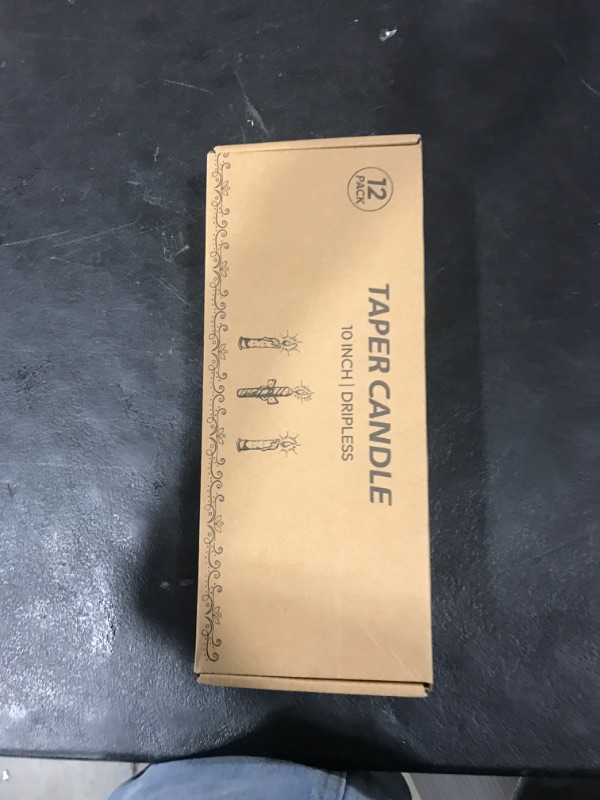 12
PACK
TAPER CANDLE
10 INCH | DRIPLESS